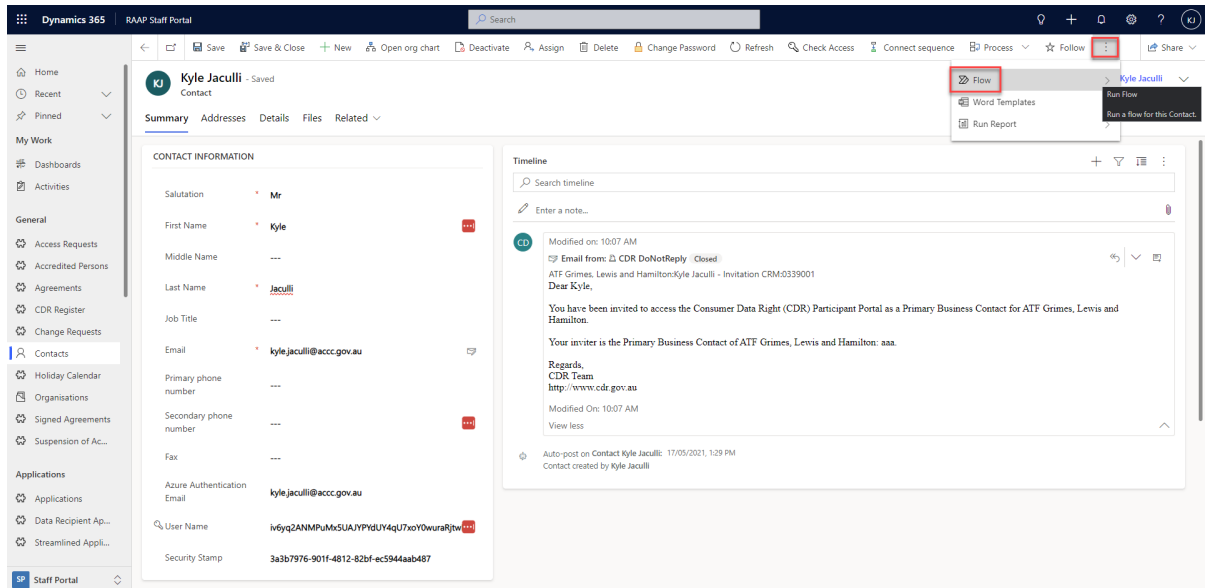 Dynamics 365 RAAP Staff Portal Search ? KJ
Save Save & Close New Open org chart Deactivate Assign Delete Change Password Refresh Check Access Connect sequence Process Follow Share
Home
Recent
Pinned
My Work
Dashboards
Activities
General
Access Requests
Accredited Persons
Agreements
CDR Register
Change Requests
Contacts
Holiday Calendar
Organisations
Signed Agreements
Suspension of Ac...
Applications
Applications
Data Recipient Ap...
Streamlined Appli...
SP Staff Portal
KJ Kyle Jaculli - Saved
Contact
Kyle Jaculli
Flow
Word Templates
Run Report
Run Flow
Run a flow for this Contact.
Summary Addresses Details Files Related
CONTACT INFORMATION
Salutation * Mr
First Name * Kyle
Middle Name ---
Last Name * Jaculli
Job Title ---
Email * kyle.jaculli@accc.gov.au
Primary phone
number ---
Secondary phone
number ---
Fax ---
Azure Authentication
Email kyle.jaculli@accc.gov.au
User Name iv6yq2ANMPuMx5UAJYPYdUY4qU7xoY0wuraRjtw
Security Stamp 3a3b7976-901f-4812-82bf-ec5944aab487
Timeline
Search timeline
Enter a note...
CD
Modified on: 10:07 AM
Email from: CDR DoNotReply Closed
ATF Grimes, Lewis and Hamilton:Kyle Jaculli - Invitation CRM:0339001
Dear Kyle,
You have been invited to access the Consumer Data Right (CDR) Participant Portal as a Primary Business Contact for ATF Grimes, Lewis and
Hamilton.
Your inviter is the Primary Business Contact of ATF Grimes, Lewis and Hamilton: aaa.
Regards,
CDR Team
http://www.cdr.gov.au
Modified On: 10:07 AM
View less
Auto-post on Contact Kyle Jaculli: 17/05/2021, 1:29 PM
Contact created by Kyle Jaculli